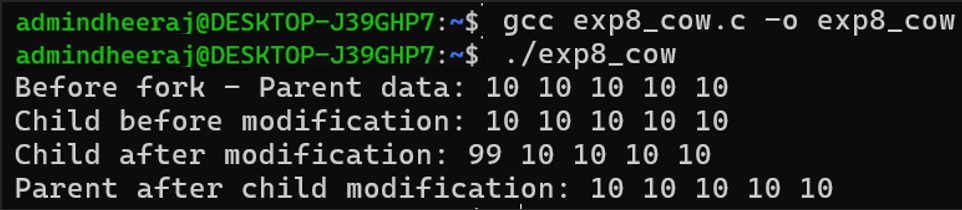 admindheeraj@DESKTOP-J39GHP7:~$ gcc exp8_cow.c -o exp8_cow
admindheeraj@DESKTOP-J39GHP7:~$ ./exp8_cow
Before fork - Parent data: 10 10 10 10 10
Child before modification: 10 10 10 10 10
Child after modification: 99 10 10 10 10
Parent after child modification: 10 10 10 10 10